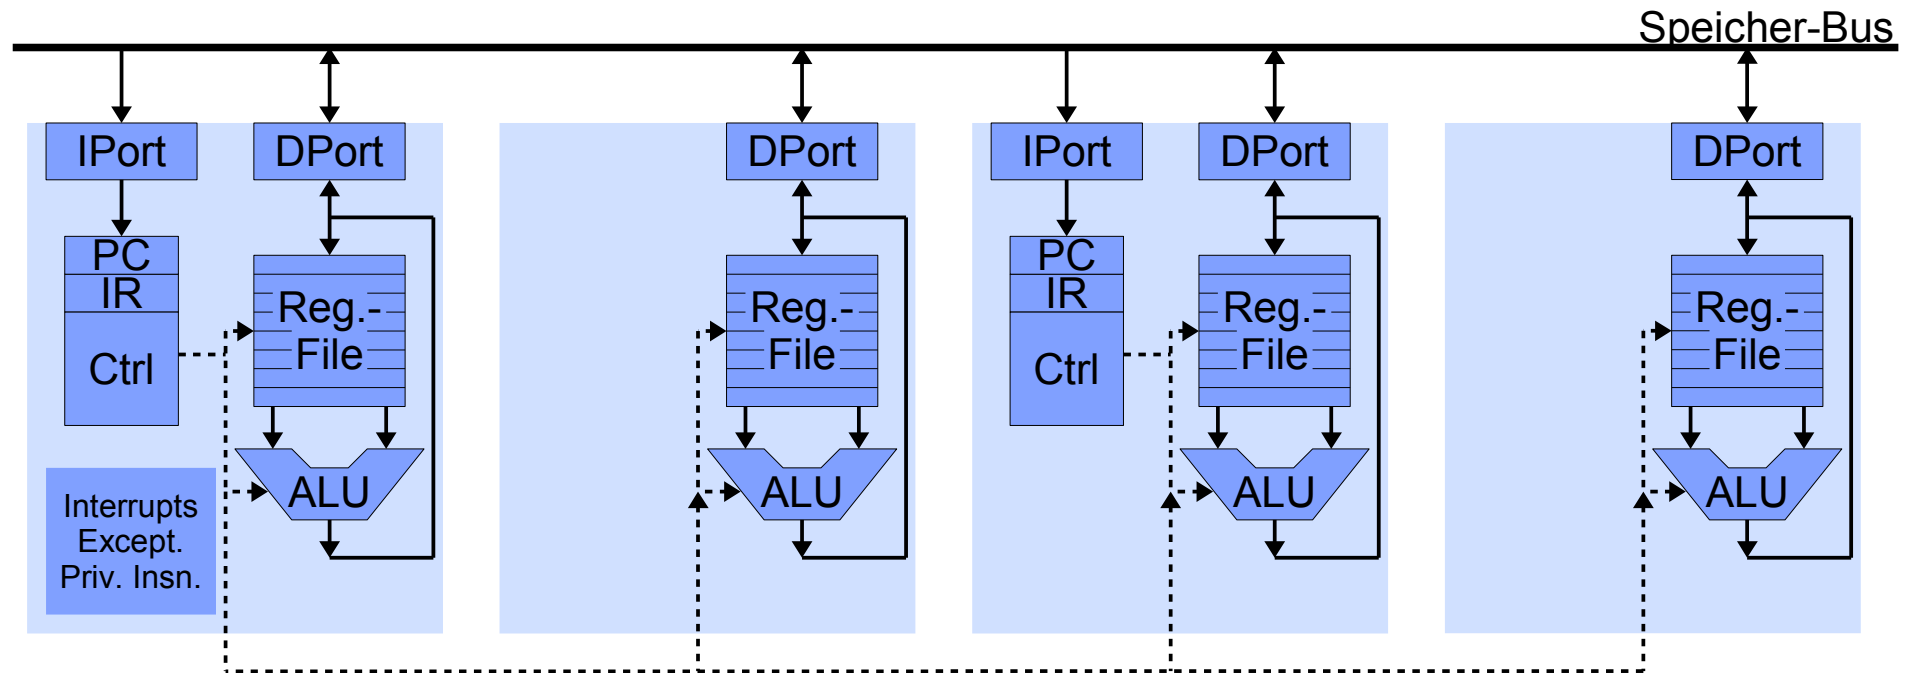 Speicher-Bus
IPort
DPort
DPort
IPort
DPort
DPort
PC
IR
Ctrl
Reg.-
File
Reg.-
File
PC
IR
Ctrl
Reg.-
File
Reg.-
File
ALU
ALU
ALU
ALU
Interrupts
Except.
Priv. Insn.